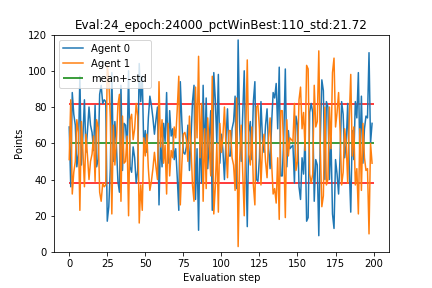 Eval:24_epoch:24000_pctWinBest:110_std:21.72
120
100
80
60
40
20
0
Points
Agent 0
Agent 1
mean+-std
0
25
50
75
100
125
150
175
200
Evaluation step